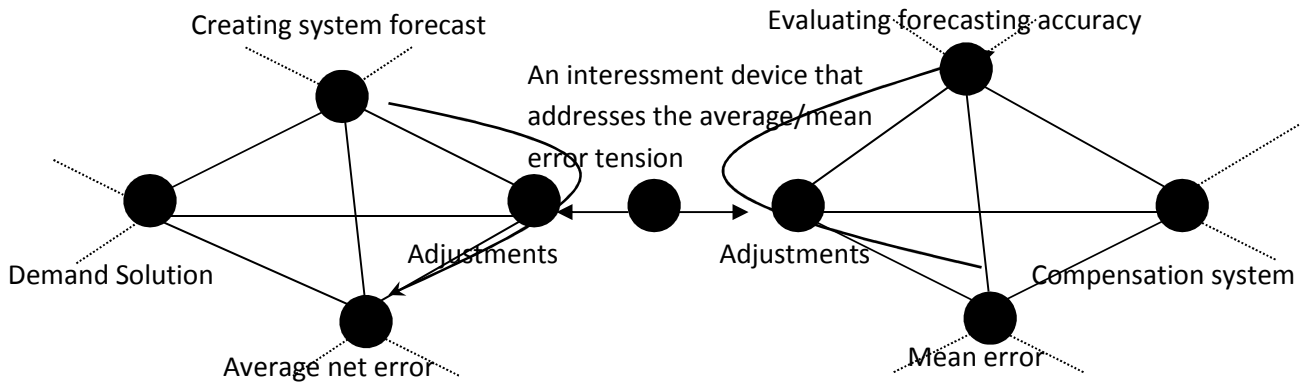 Creating system forecast
Evaluating forecasting accuracy
An interessment device that
addresses the average/mean
error tension
Adjustments
Adjustments
Demand Solution
Compensation system
Average net error
Mean error